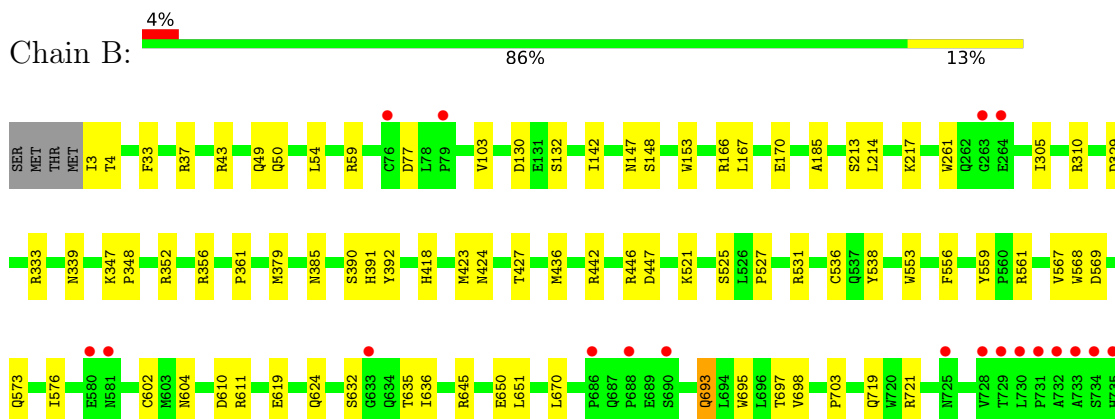 4%
Chain B:
86% 13%
SER MET THR MET I3 T4 F33 R37 R43 Q49 Q50 L54 R59 C76 D77 L78 P79 V103 D130 E131 S132 I142 N147 S148 W153 R166 L167 E170 A185 S213 L214 K217 W261 Q262 G263 E264 I305 R310
R333 N339 K347 P348 R352 R356 P361 M379 N385 S390 H391 Y392 H418 M423 N424 T427 M436 R442 R446 D447 K521 S525 L526 P527 R531 C536 Q537 Y538 W553 F556 Y559 P560 R561 V567 W568 D569
Q573 I576 E580 N581 C602 M603 N604 D610 R611 E619 Q624 S632 G633 Q634 T635 I636 R645 E650 L651 L670 P686 Q687 P688 E689 S690 Q693 L694 W695 L696 T697 V698 P703 Q719 W720 R721 N725 V728 T729 L730 P731 A732 A733 S734